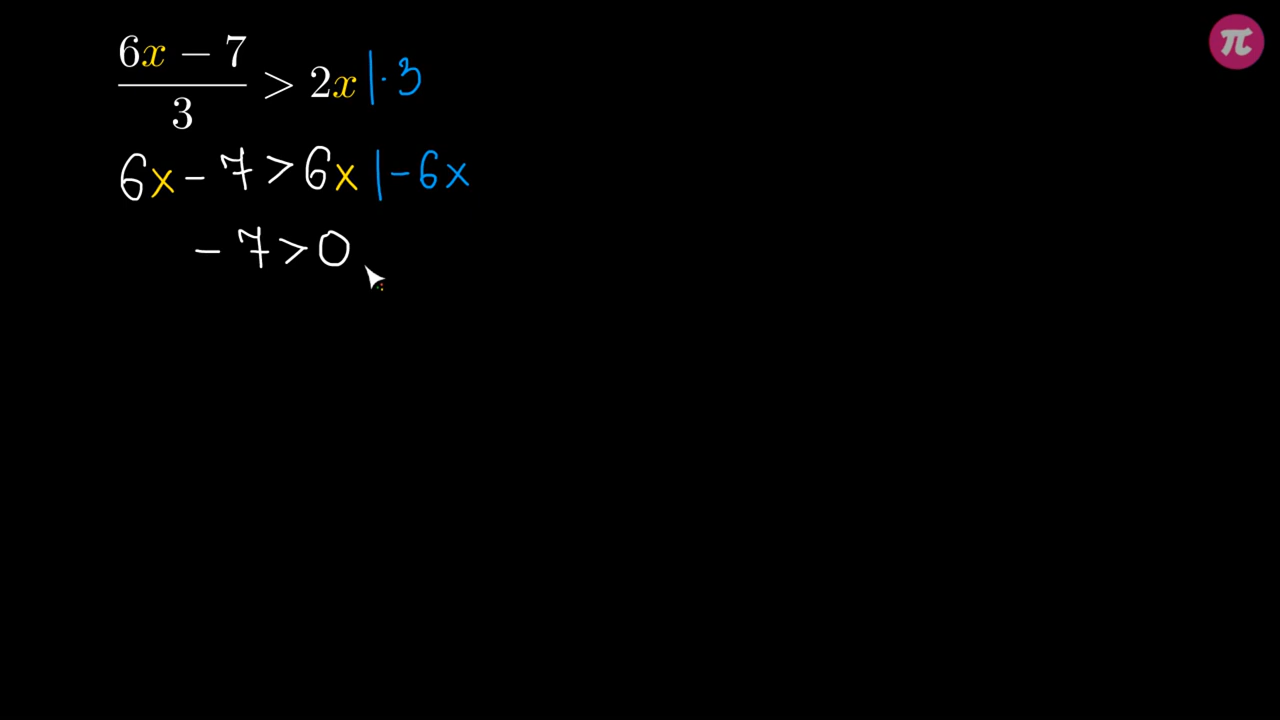 (6x − 7)/3 > 2x |· 3
6x − 7 > 6x | − 6x
− 7 > 0
π